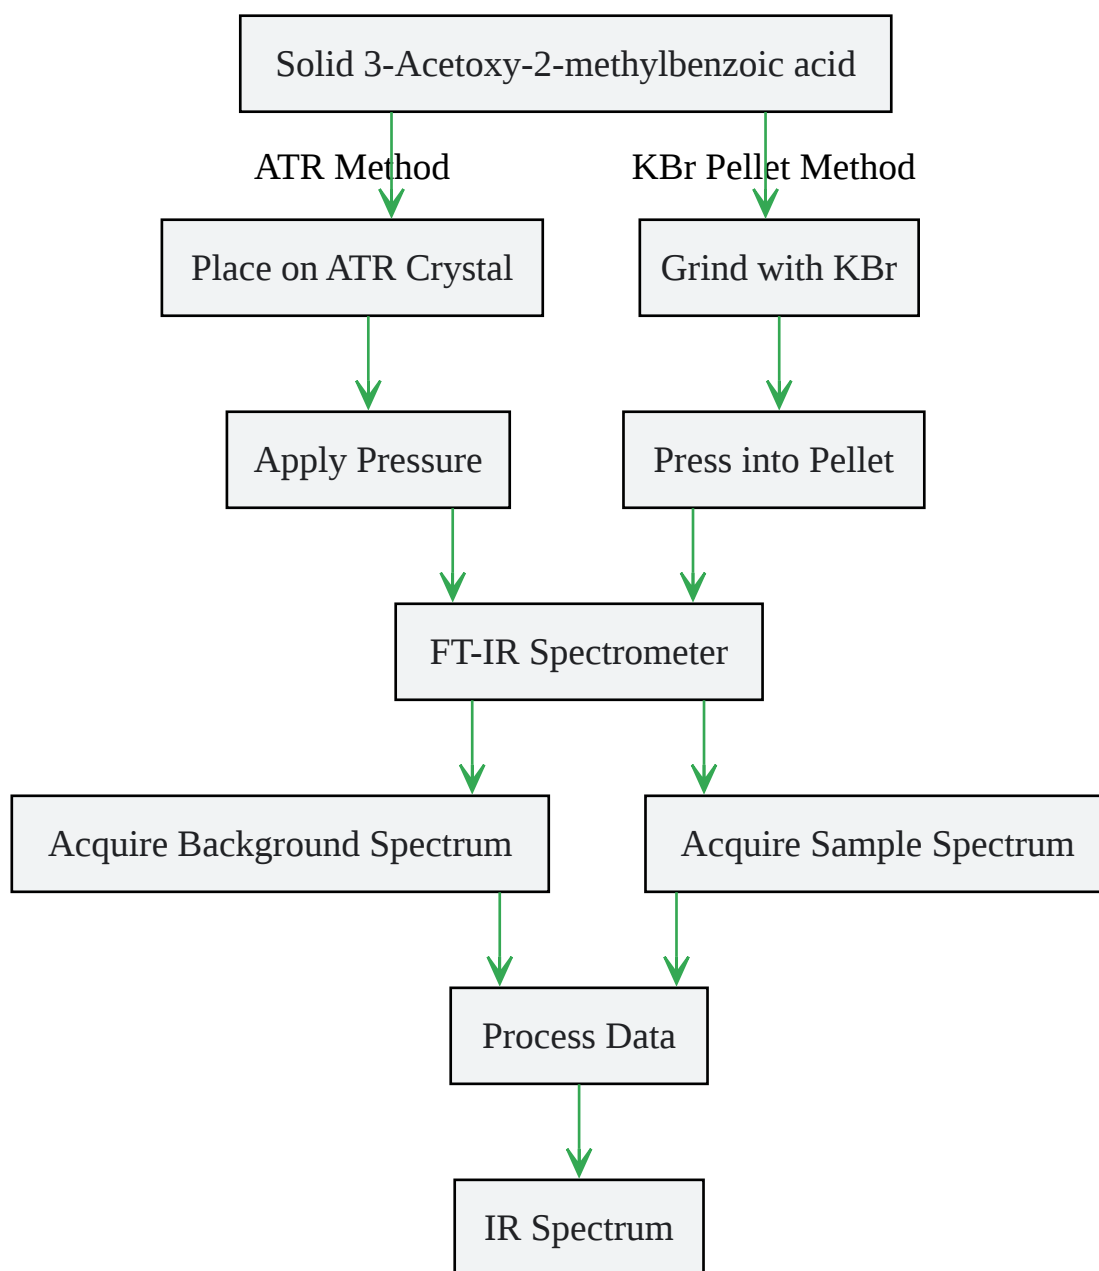 Solid 3-Acetoxy-2-methylbenzoic acid
ATR Method
KBr Pellet Method
Place on ATR Crystal
Grind with KBr
Apply Pressure
Press into Pellet
FT-IR Spectrometer
Acquire Background Spectrum
Acquire Sample Spectrum
Process Data
IR Spectrum